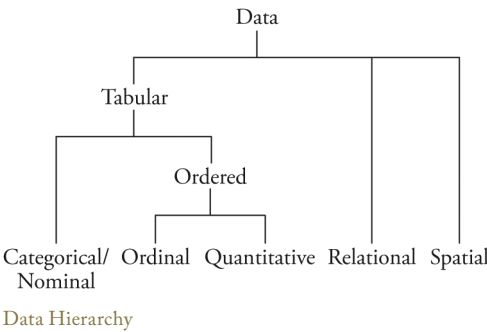 Data
Tabular
Ordered
Categorical/ Ordinal Quantitative Relational Spatial
Nominal
Data Hierarchy